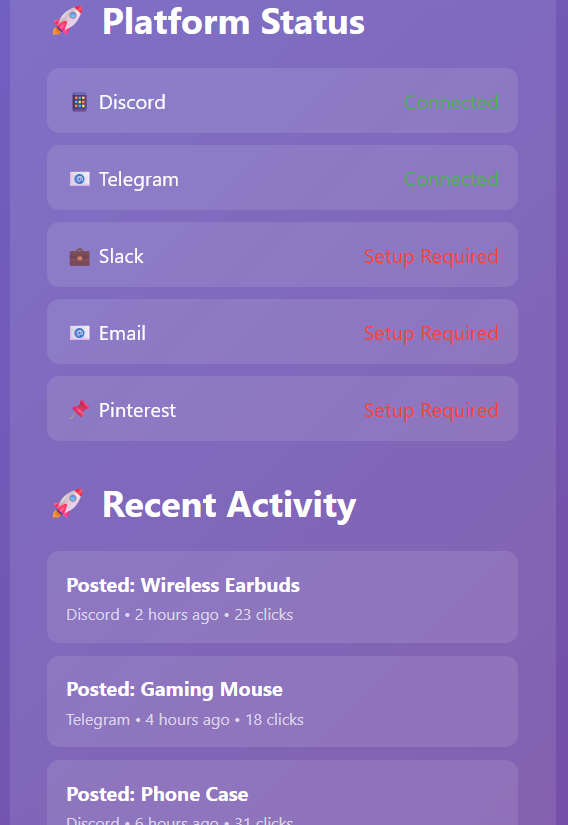 🚀 Platform Status
📱 Discord Connected
📧 Telegram Connected
💼 Slack Setup Required
📧 Email Setup Required
📌 Pinterest Setup Required
🚀 Recent Activity
Posted: Wireless Earbuds
Discord • 2 hours ago • 23 clicks
Posted: Gaming Mouse
Telegram • 4 hours ago • 18 clicks
Posted: Phone Case
Discord • 6 hours ago • 31 clicks